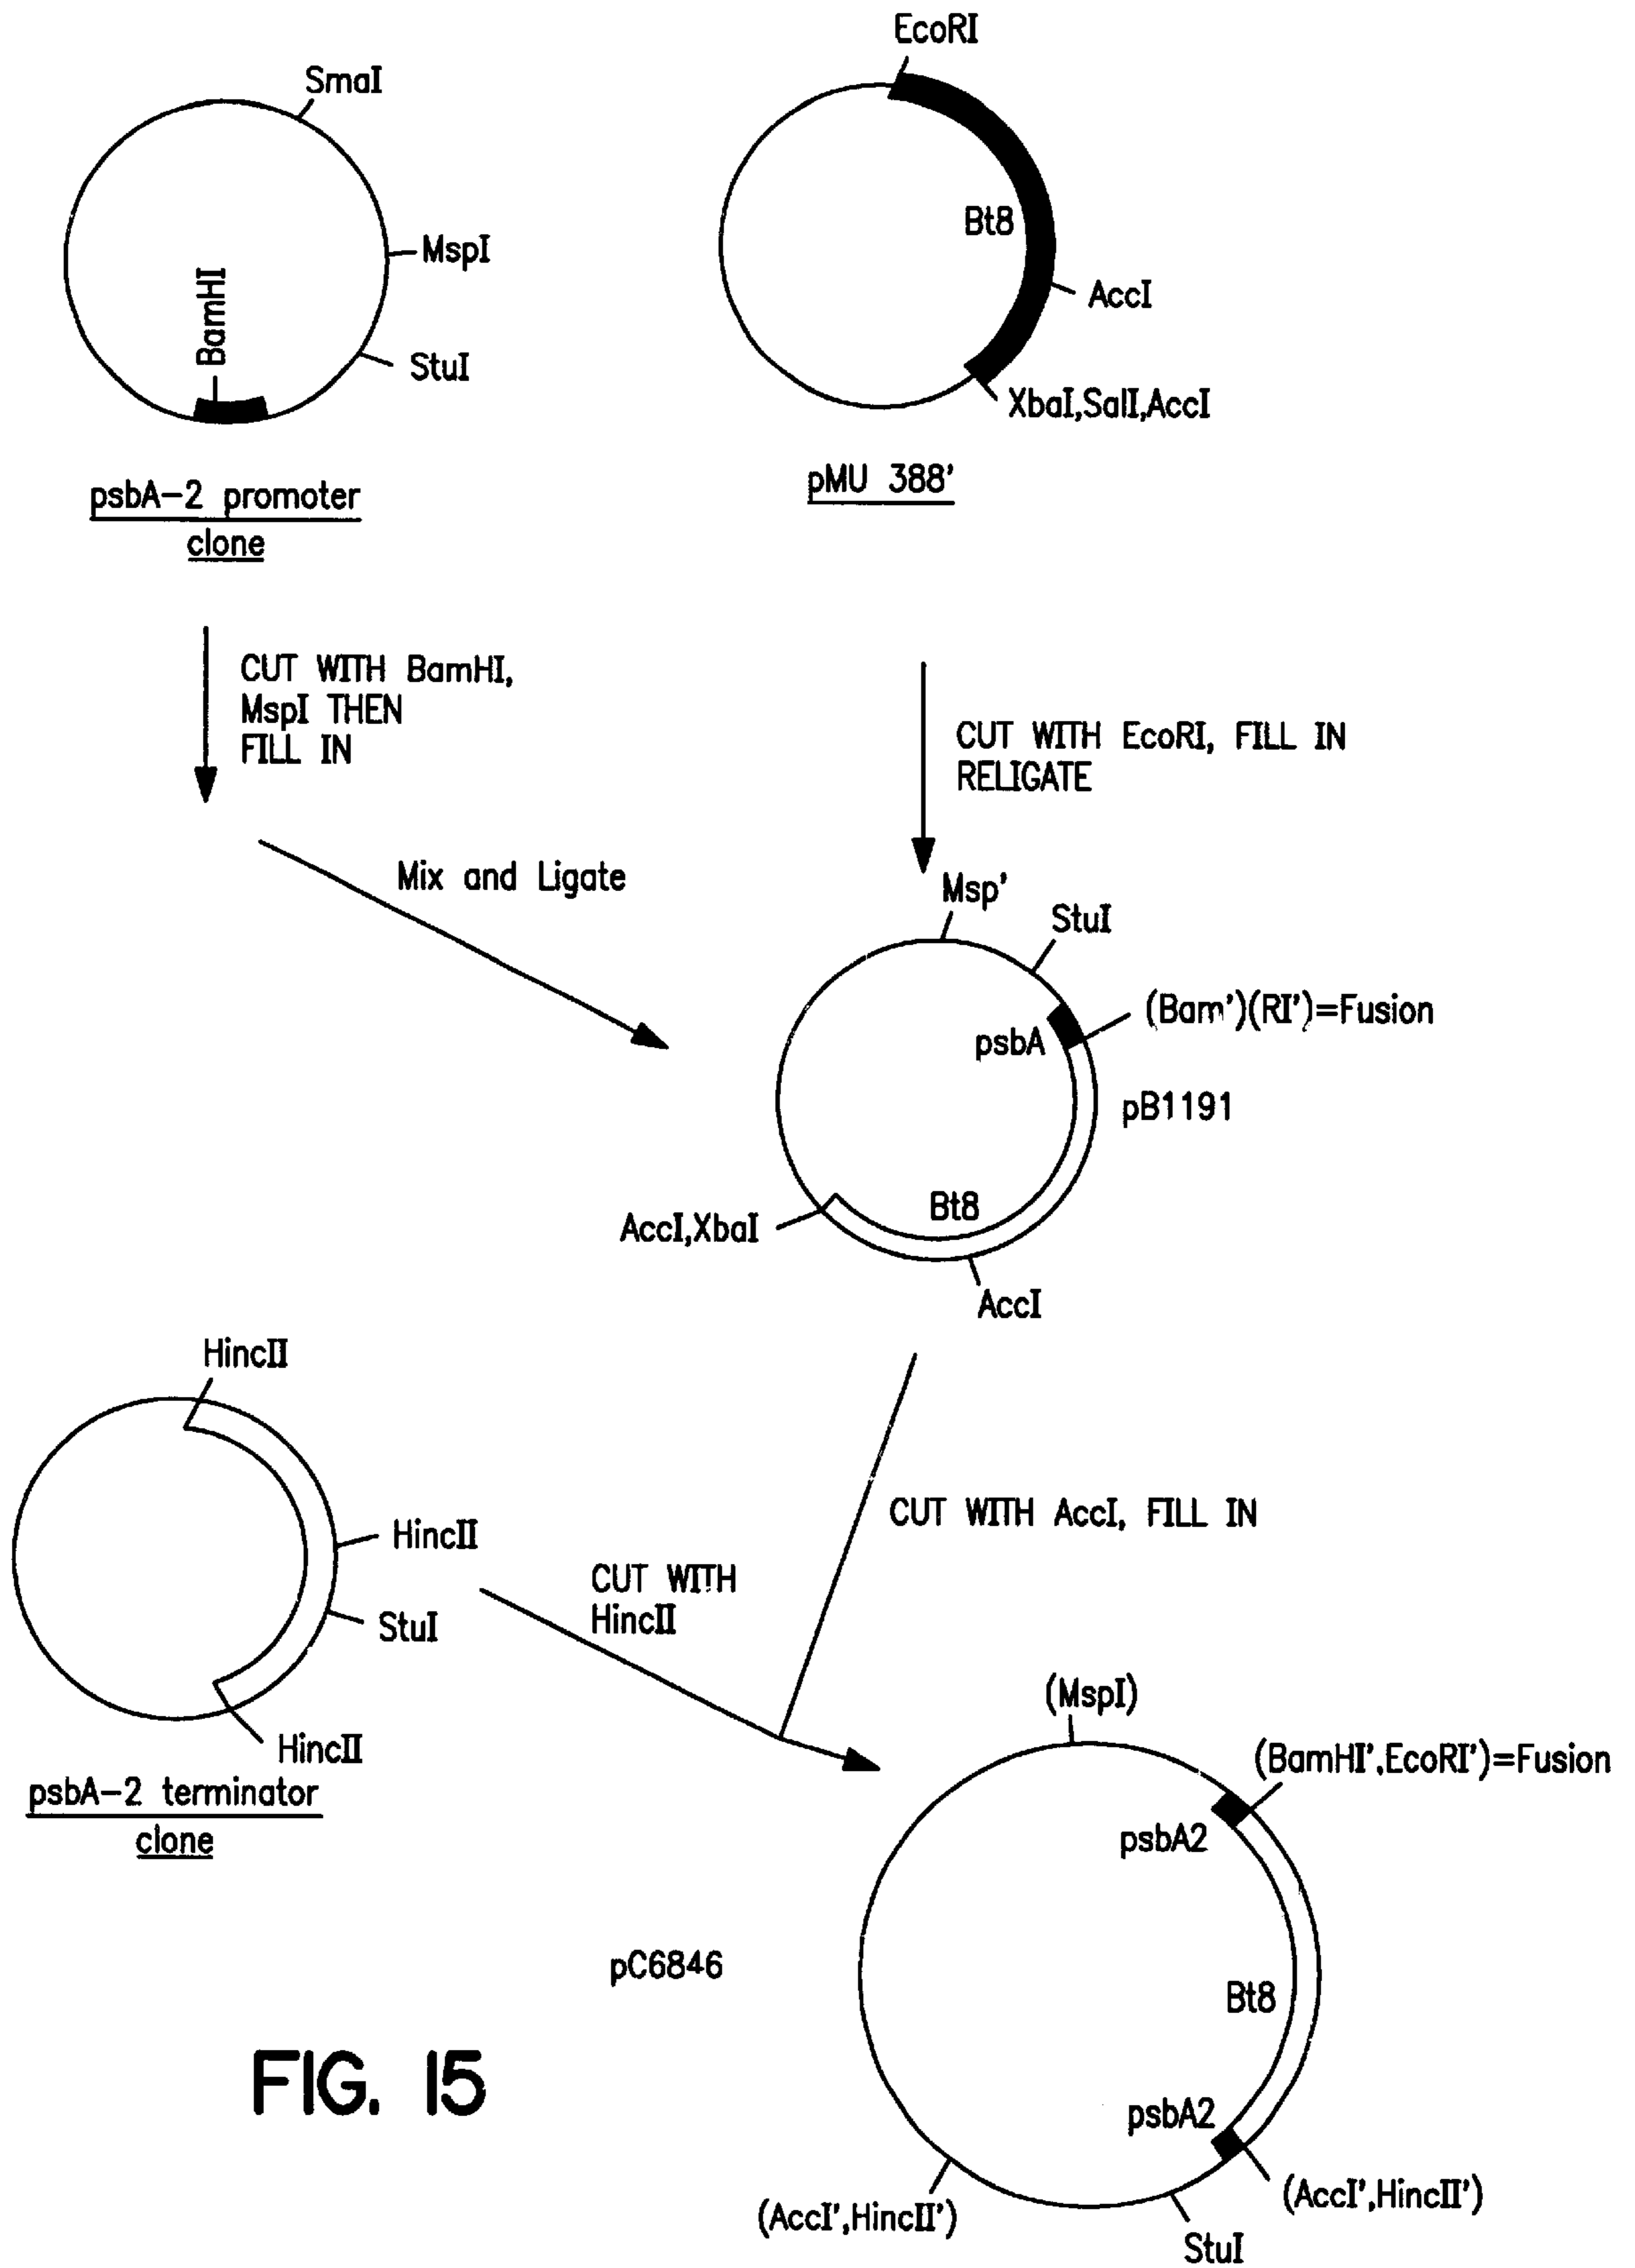 EcoRI
SmaI
MspI
BamHI
StuI
Bt8
AccI
XbaI,SalI,AccI
psbA-2 promoter
clone
pMU 388'
CUT WITH BamHI,
MspI THEN
FILL IN
CUT WITH EcoRI, FILL IN
RELIGATE
Mix and Ligate
Msp'
StuI
(Bam')(RI')=Fusion
psbA
pB1191
Bt8
AccI,XbaI
AccI
HincII
HincII
StuI
HincII
psbA-2 terminator
clone
CUT WITH AccI, FILL IN
CUT WITH
HincII
(MspI)
(BamHI',EcoRI')=Fusion
psbA2
pC6846
Bt8
psbA2
(AccI',HincII')
(AccI',HincII')
StuI
FIG. 15